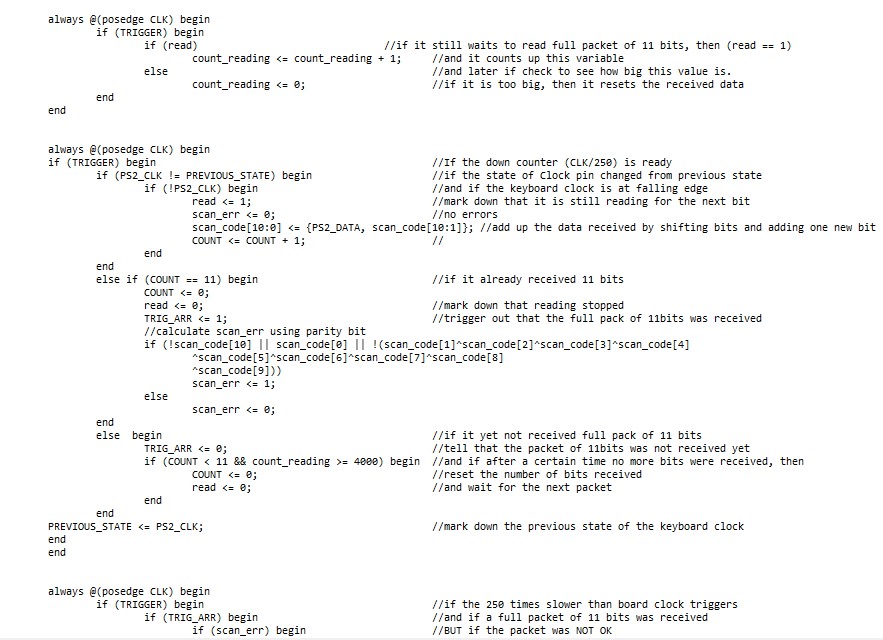 always @(posedge CLK) begin
if (TRIGGER) begin
if (read) //if it still waits to read full packet of 11 bits, then (read == 1)
count_reading <= count_reading + 1; //and it counts up this variable
else //and later if check to see how big this value is.
count_reading <= 0; //if it is too big, then it resets the received data
end
end
always @(posedge CLK) begin
if (TRIGGER) begin //If the down counter (CLK/250) is ready
if (PS2_CLK != PREVIOUS_STATE) begin //if the state of Clock pin changed from previous state
if (!PS2_CLK) begin //and if the keyboard clock is at falling edge
read <= 1; //mark down that it is still reading for the next bit
scan_err <= 0; //no errors
scan_code[10:0] <= {PS2_DATA, scan_code[10:1]}; //add up the data received by shifting bits and adding one new bit
COUNT <= COUNT + 1; //
end
end
else if (COUNT == 11) begin //if it already received 11 bits
COUNT <= 0;
read <= 0; //mark down that reading stopped
TRIG_ARR <= 1; //trigger out that the full pack of 11bits was received
//calculate scan_err using parity bit
if (!scan_code[10] || scan_code[0] || !(scan_code[1]^scan_code[2]^scan_code[3]^scan_code[4]
^scan_code[5]^scan_code[6]^scan_code[7]^scan_code[8]
^scan_code[9]))
scan_err <= 1;
else
scan_err <= 0;
end
else begin //if it yet not received full pack of 11 bits
TRIG_ARR <= 0; //tell that the packet of 11bits was not received yet
if (COUNT < 11 && count_reading >= 4000) begin //and if after a certain time no more bits were received, then
COUNT <= 0; //reset the number of bits received
read <= 0; //and wait for the next packet
end
end
PREVIOUS_STATE <= PS2_CLK; //mark down the previous state of the keyboard clock
end
end
always @(posedge CLK) begin
if (TRIGGER) begin //if the 250 times slower than board clock triggers
if (TRIG_ARR) begin //and if a full packet of 11 bits was received
if (scan_err) begin //BUT if the packet was NOT OK